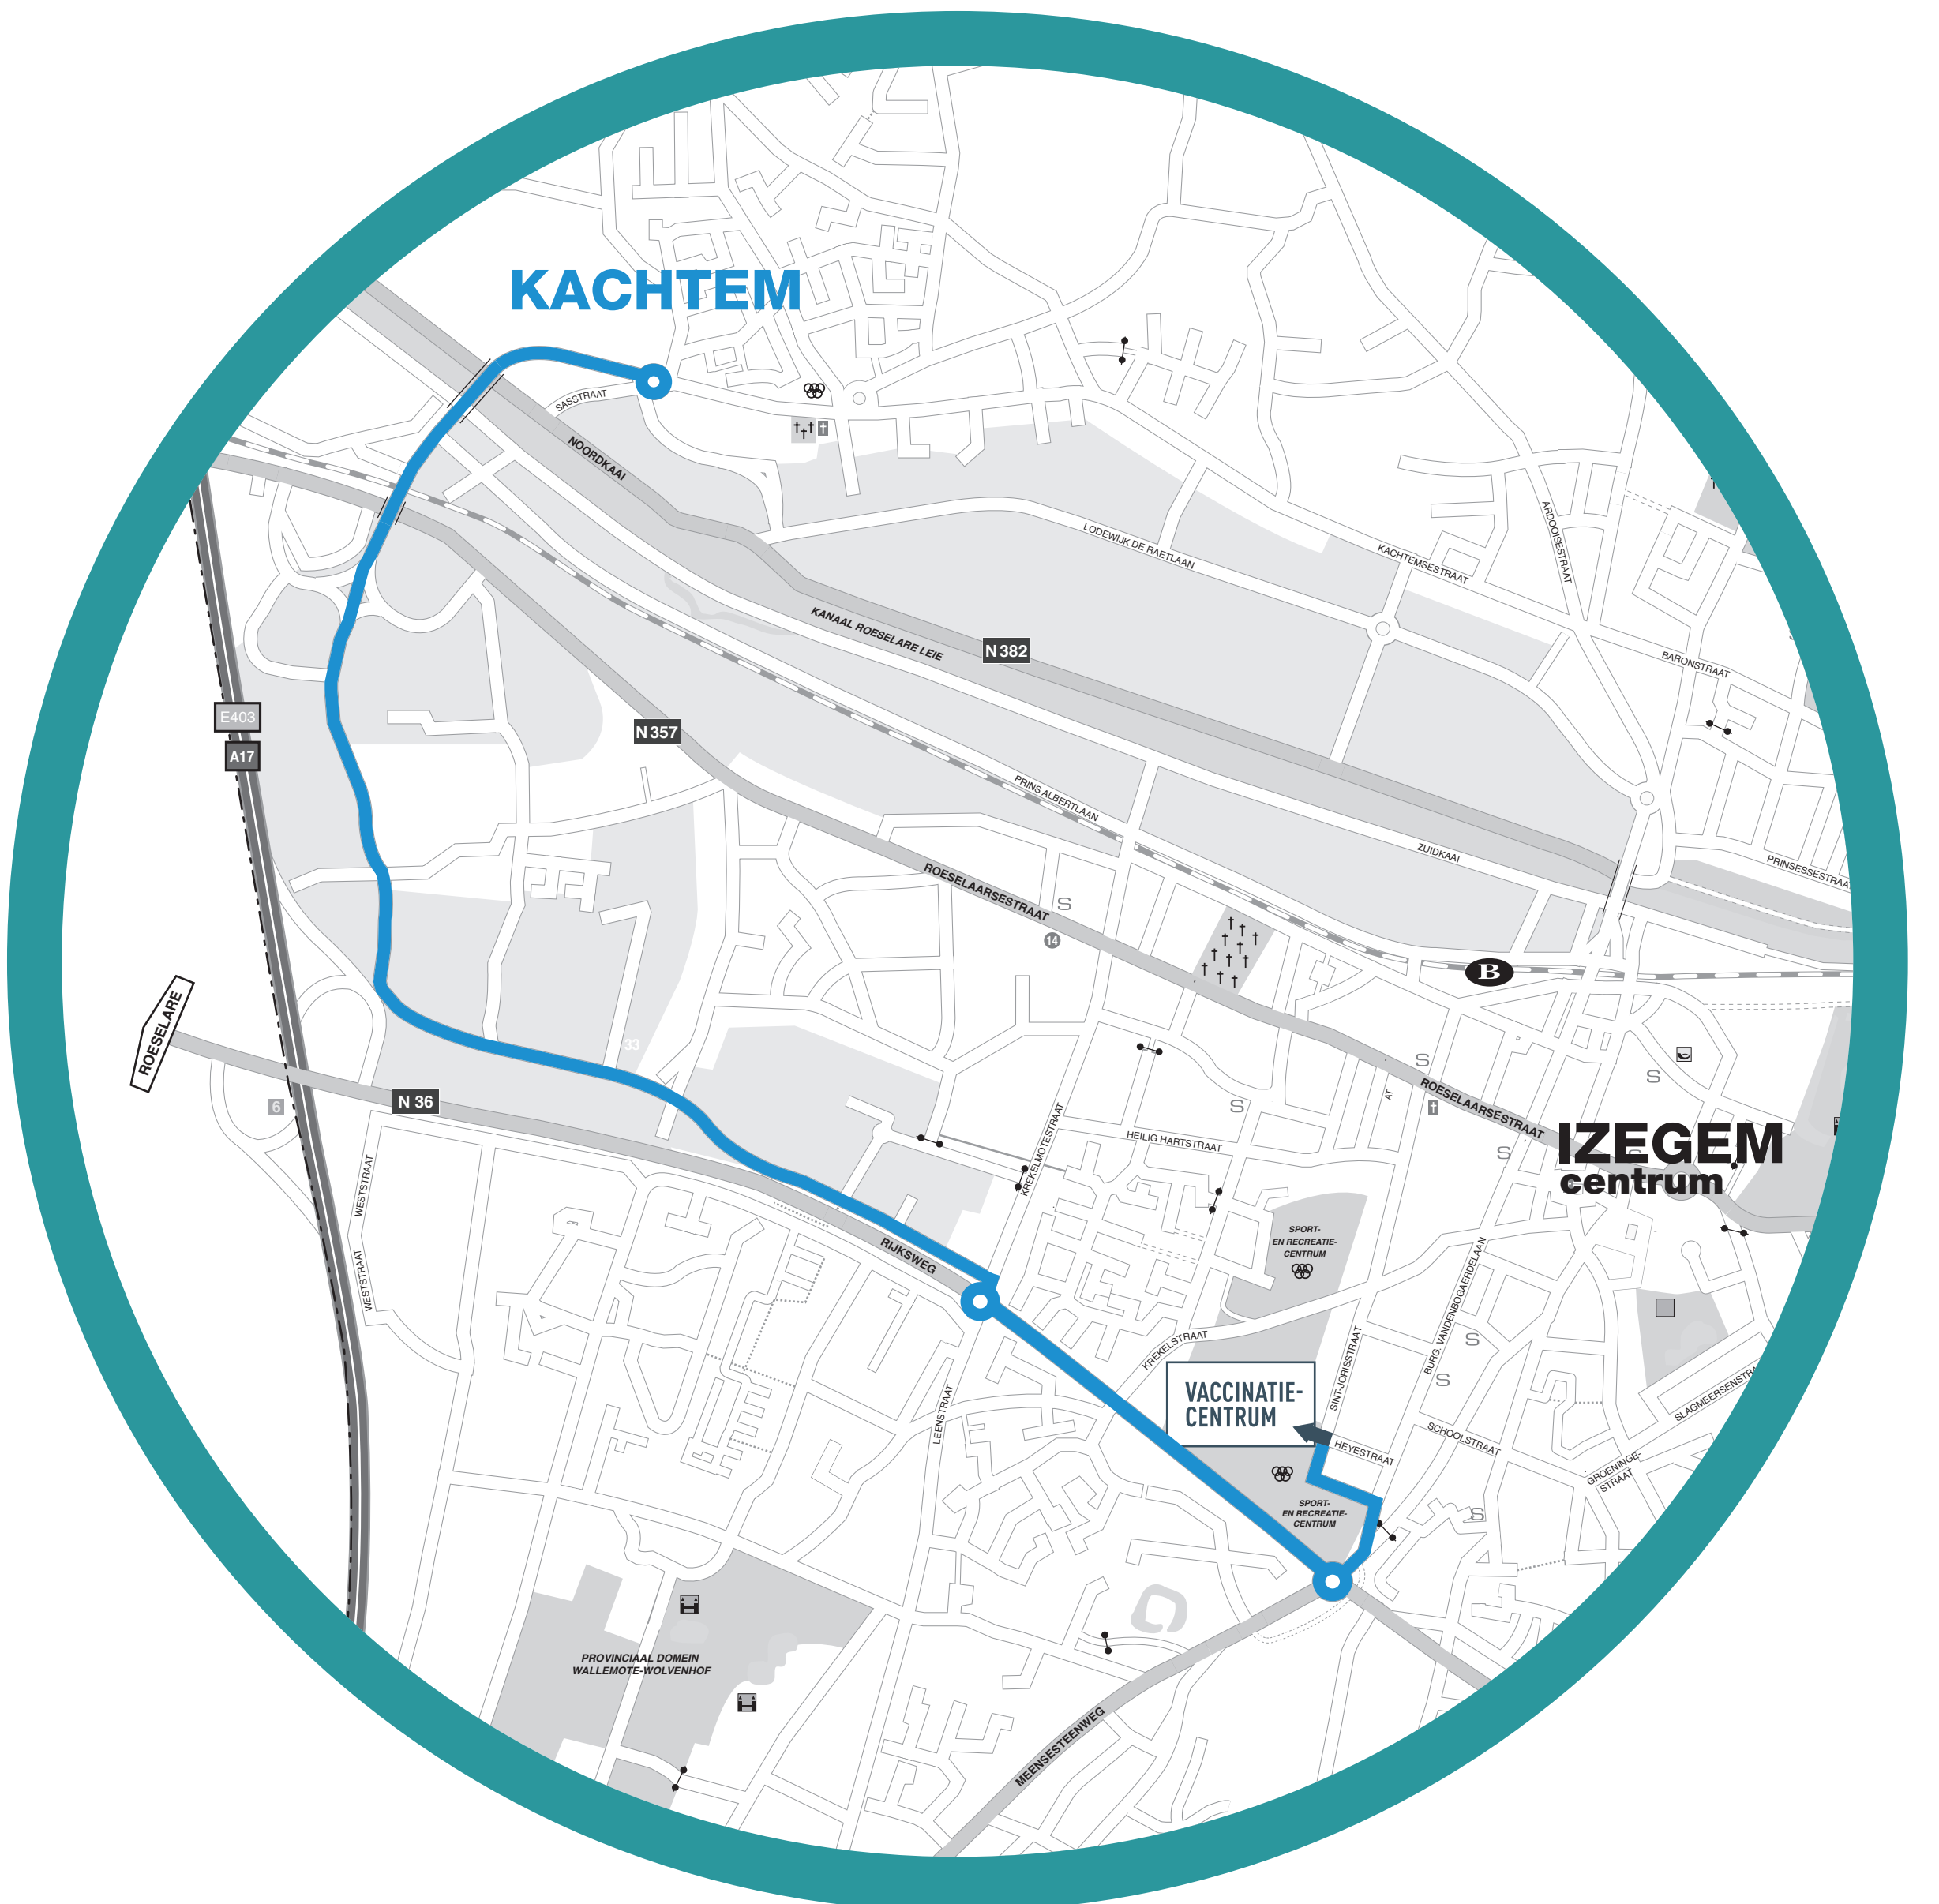 KACHTEM
SASSTRAAT
NOORDKAAI
LODEWIJK DE RAETLAAN
KACHTEMSESTRAAT
ARDOOISESTRAAT
KANAAL ROESELARE LEIE
N 382
BARONSTRAAT
E403
A17
N 357
PRINS ALBERTLAAN
ZUIDKAAI
ROESELAARSESTRAAT
S
14
B
ROESELARE
33
6
N 36
S
S
S
AT
ROESELAARSESTRAAT
KREKELMOTESTRAAT
HEILIG HARTSTRAAT
S
IZEGEM
centrum
WESTSTRAAT
WESTSTRAAT
RIJKSWEG
SPORT-
EN RECREATIE-
CENTRUM
BURG. VANDENBOGAERDELAAN
KREKELSTRAAT
SINT-JORISSTRAAT
S
S
VACCINATIE-
CENTRUM
LEENSTRAAT
HEYESTRAAT
SCHOOLSTRAAT
GROENINGE-
STRAAT
SPORT-
EN RECREATIE-
CENTRUM
S
PROVINCIAAL DOMEIN
WALLEMOTE-WOLVENHOF
MEENSESTEENWEG